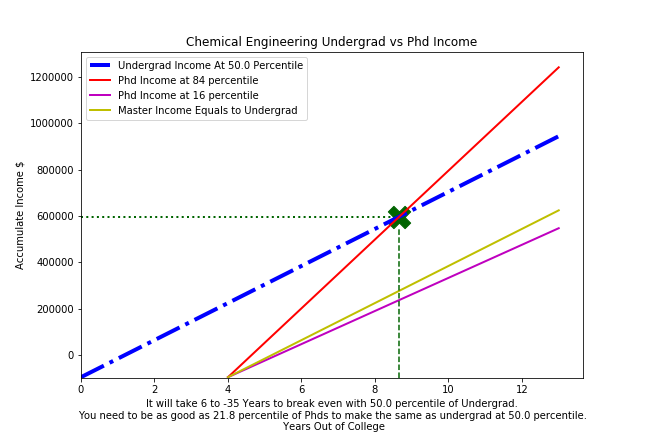 Chemical Engineering Undergrad vs Phd Income
Undergrad Income At 50.0 Percentile
Phd Income at 84 percentile
Phd Income at 16 percentile
Master Income Equals to Undergrad
Accumulate Income $
1200000
1000000
800000
600000
400000
200000
0
0 2 4 6 8 10 12
It will take 6 to -35 Years to break even with 50.0 percentile of Undergrad.
You need to be as good as 21.8 percentile of Phds to make the same as undergrad at 50.0 percentile.
Years Out of College